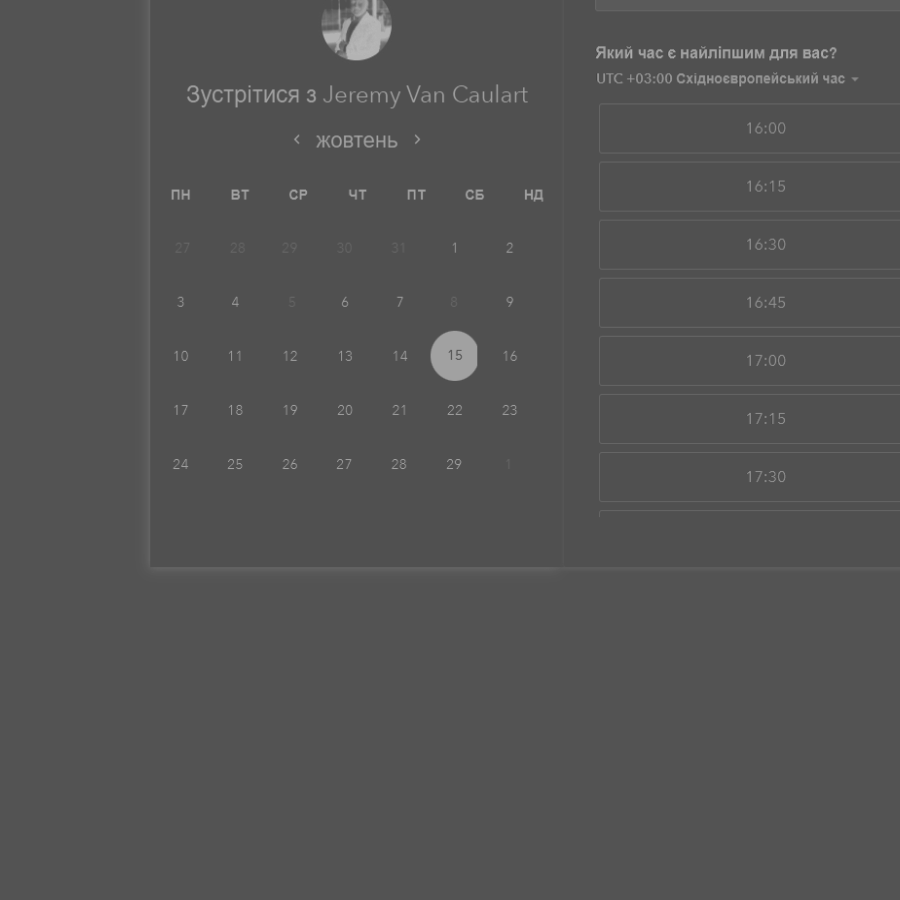 Зустрітися з Jeremy Van Caulart
жовтень
ПН ВТ СР ЧТ ПТ СБ НД
27 28 29 30 31 1 2
3 4 5 6 7 8 9
10 11 12 13 14 15 16
17 18 19 20 21 22 23
24 25 26 27 28 29 1
Який час є найліпшим для вас?
UTC +03:00 Східноєвропейський час
16:00
16:15
16:30
16:45
17:00
17:15
17:30